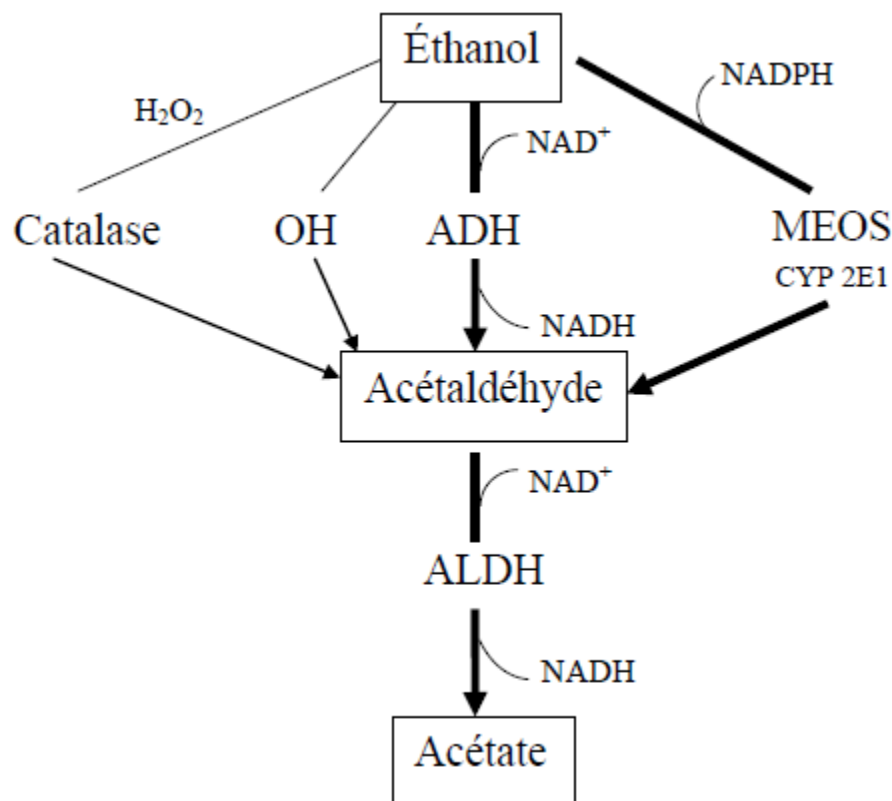 Éthanol
NADPH
H₂O₂
NAD⁺
Catalase
OH
ADH
MEOS
CYP 2E1
NADH
Acétaldéhyde
NAD⁺
ALDH
NADH
Acétate